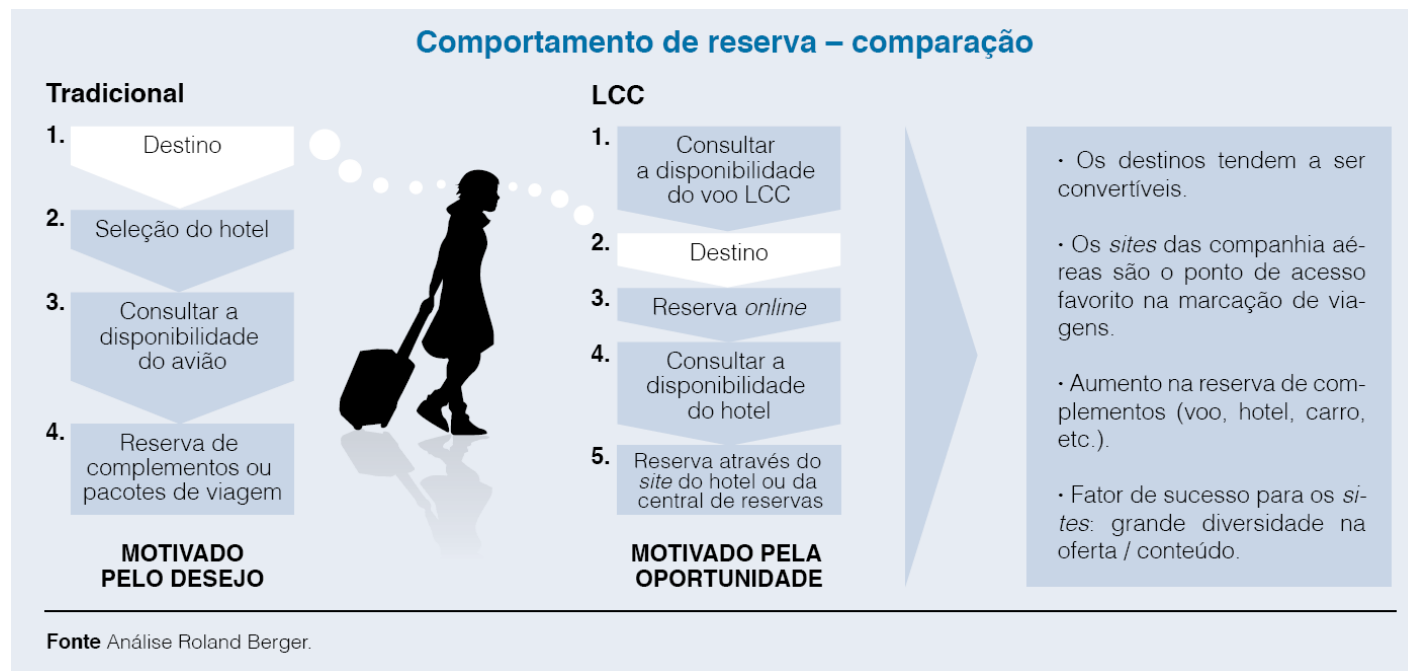 Comportamento de reserva – comparação
Tradicional
1.
Destino
2.
Seleção do hotel
3.
Consultar a
disponibilidade
do avião
4.
Reserva de
complementos ou
pacotes de viagem
MOTIVADO
PELO DESEJO
LCC
1.
Consultar
a disponibilidade
do voo LCC
2.
Destino
3.
Reserva online
4.
Consultar a
disponibilidade
do hotel
5.
Reserva através do
site do hotel ou da
central de reservas
MOTIVADO PELA
OPORTUNIDADE
· Os destinos tendem a ser
convertíveis.
· Os sites das companhia aé-
reas são o ponto de acesso
favorito na marcação de via-
gens.
· Aumento na reserva de com-
plementos (voo, hotel, carro,
etc.).
· Fator de sucesso para os si-
tes: grande diversidade na
oferta / conteúdo.
Fonte Análise Roland Berger.